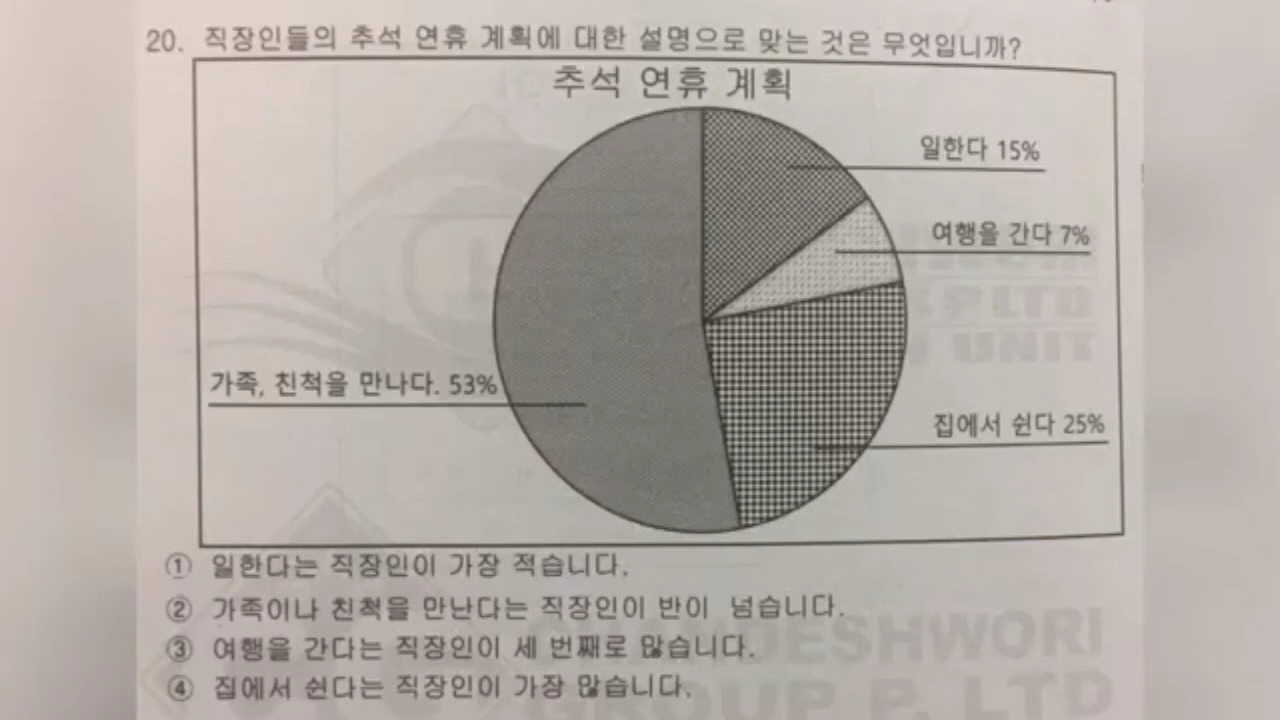 20. 직장인들의 추석 연휴 계획에 대한 설명으로 맞는 것은 무엇입니까?
추석 연휴 계획
일한다 15%
여행을 간다 7%
가족, 친척을 만나다. 53%
집에서 쉰다 25%
① 일한다는 직장인이 가장 적습니다.
② 가족이나 친척을 만난다는 직장인이 반이 넘습니다.
③ 여행을 간다는 직장인이 세 번째로 많습니다.
④ 집에서 쉰다는 직장인이 가장 많습니다.